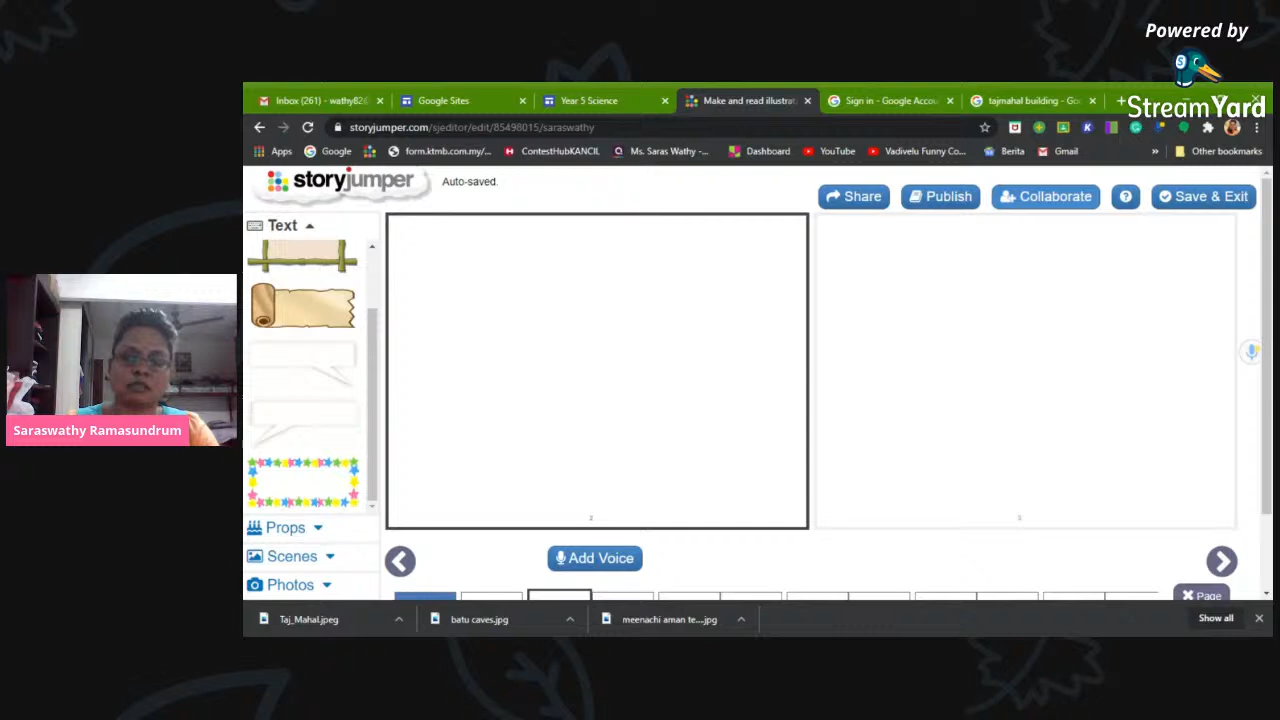 Powered by
StreamYard
Inbox (261) - wathy82
Google Sites
Year 5 Science
Make and read illustrat
Sign in - Google Accou
tajmahal building - Go
storyjumper.com/sjeditor/edit/85498015/saraswathy
Apps
Google
form.ktmb.com.my/...
ContestHubKANCIL
Ms. Saras Wathy -...
Dashboard
YouTube
Vadivelu Funny Co...
Berita
Gmail
»
Other bookmarks
storyjumper
Auto-saved.
Share
Publish
Collaborate
?
Save & Exit
Text
Saraswathy Ramasundrum
2
3
Props
Scenes
Photos
Add Voice
Page
Taj_Mahal.jpeg
batu caves.jpg
meenachi aman te....jpg
Show all